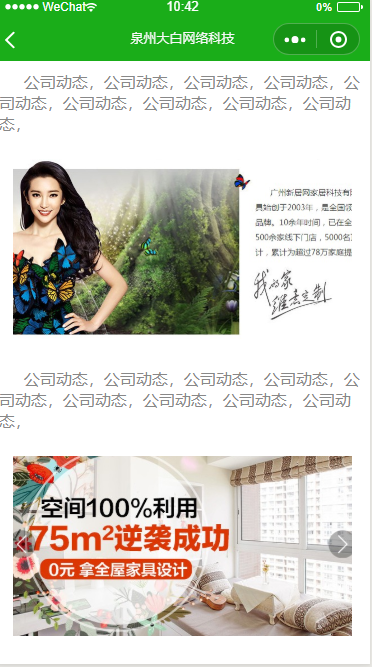 WeChat 10:42 0%
泉州大白网络科技
公司动态，公司动态，公司动态，公司动态，公
司动态，公司动态，公司动态，公司动态，公司动
态，
广州新居网家居科技有限
员始创于2003年，是全国领
品牌。10余年时间，已在全
500余家线下门店，5000名
计，累计为超过78万家庭提
我的家
维意定制
公司动态，公司动态，公司动态，公司动态，公
司动态，公司动态，公司动态，公司动态，公司动
态，
空间100%利用
75m²逆袭成功
0元 拿全屋家具设计